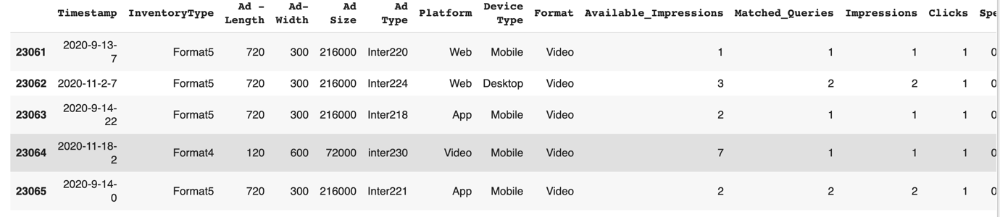 Timestamp InventoryType Ad - Length Ad- Width Ad Size Ad Type Platform Device Type Format Available_Impressions Matched_Queries Impressions Clicks Spe
23061 2020-9-13-7 Format5 720 300 216000 Inter220 Web Mobile Video 1 1 1 1 0
23062 2020-11-2-7 Format5 720 300 216000 Inter224 Web Desktop Video 3 2 2 1 0
23063 2020-9-14-22 Format5 720 300 216000 Inter218 App Mobile Video 2 1 1 1 0
23064 2020-11-18-2 Format4 120 600 72000 inter230 Video Mobile Video 7 1 1 1 0
23065 2020-9-14-0 Format5 720 300 216000 Inter221 App Mobile Video 2 2 2 1 0